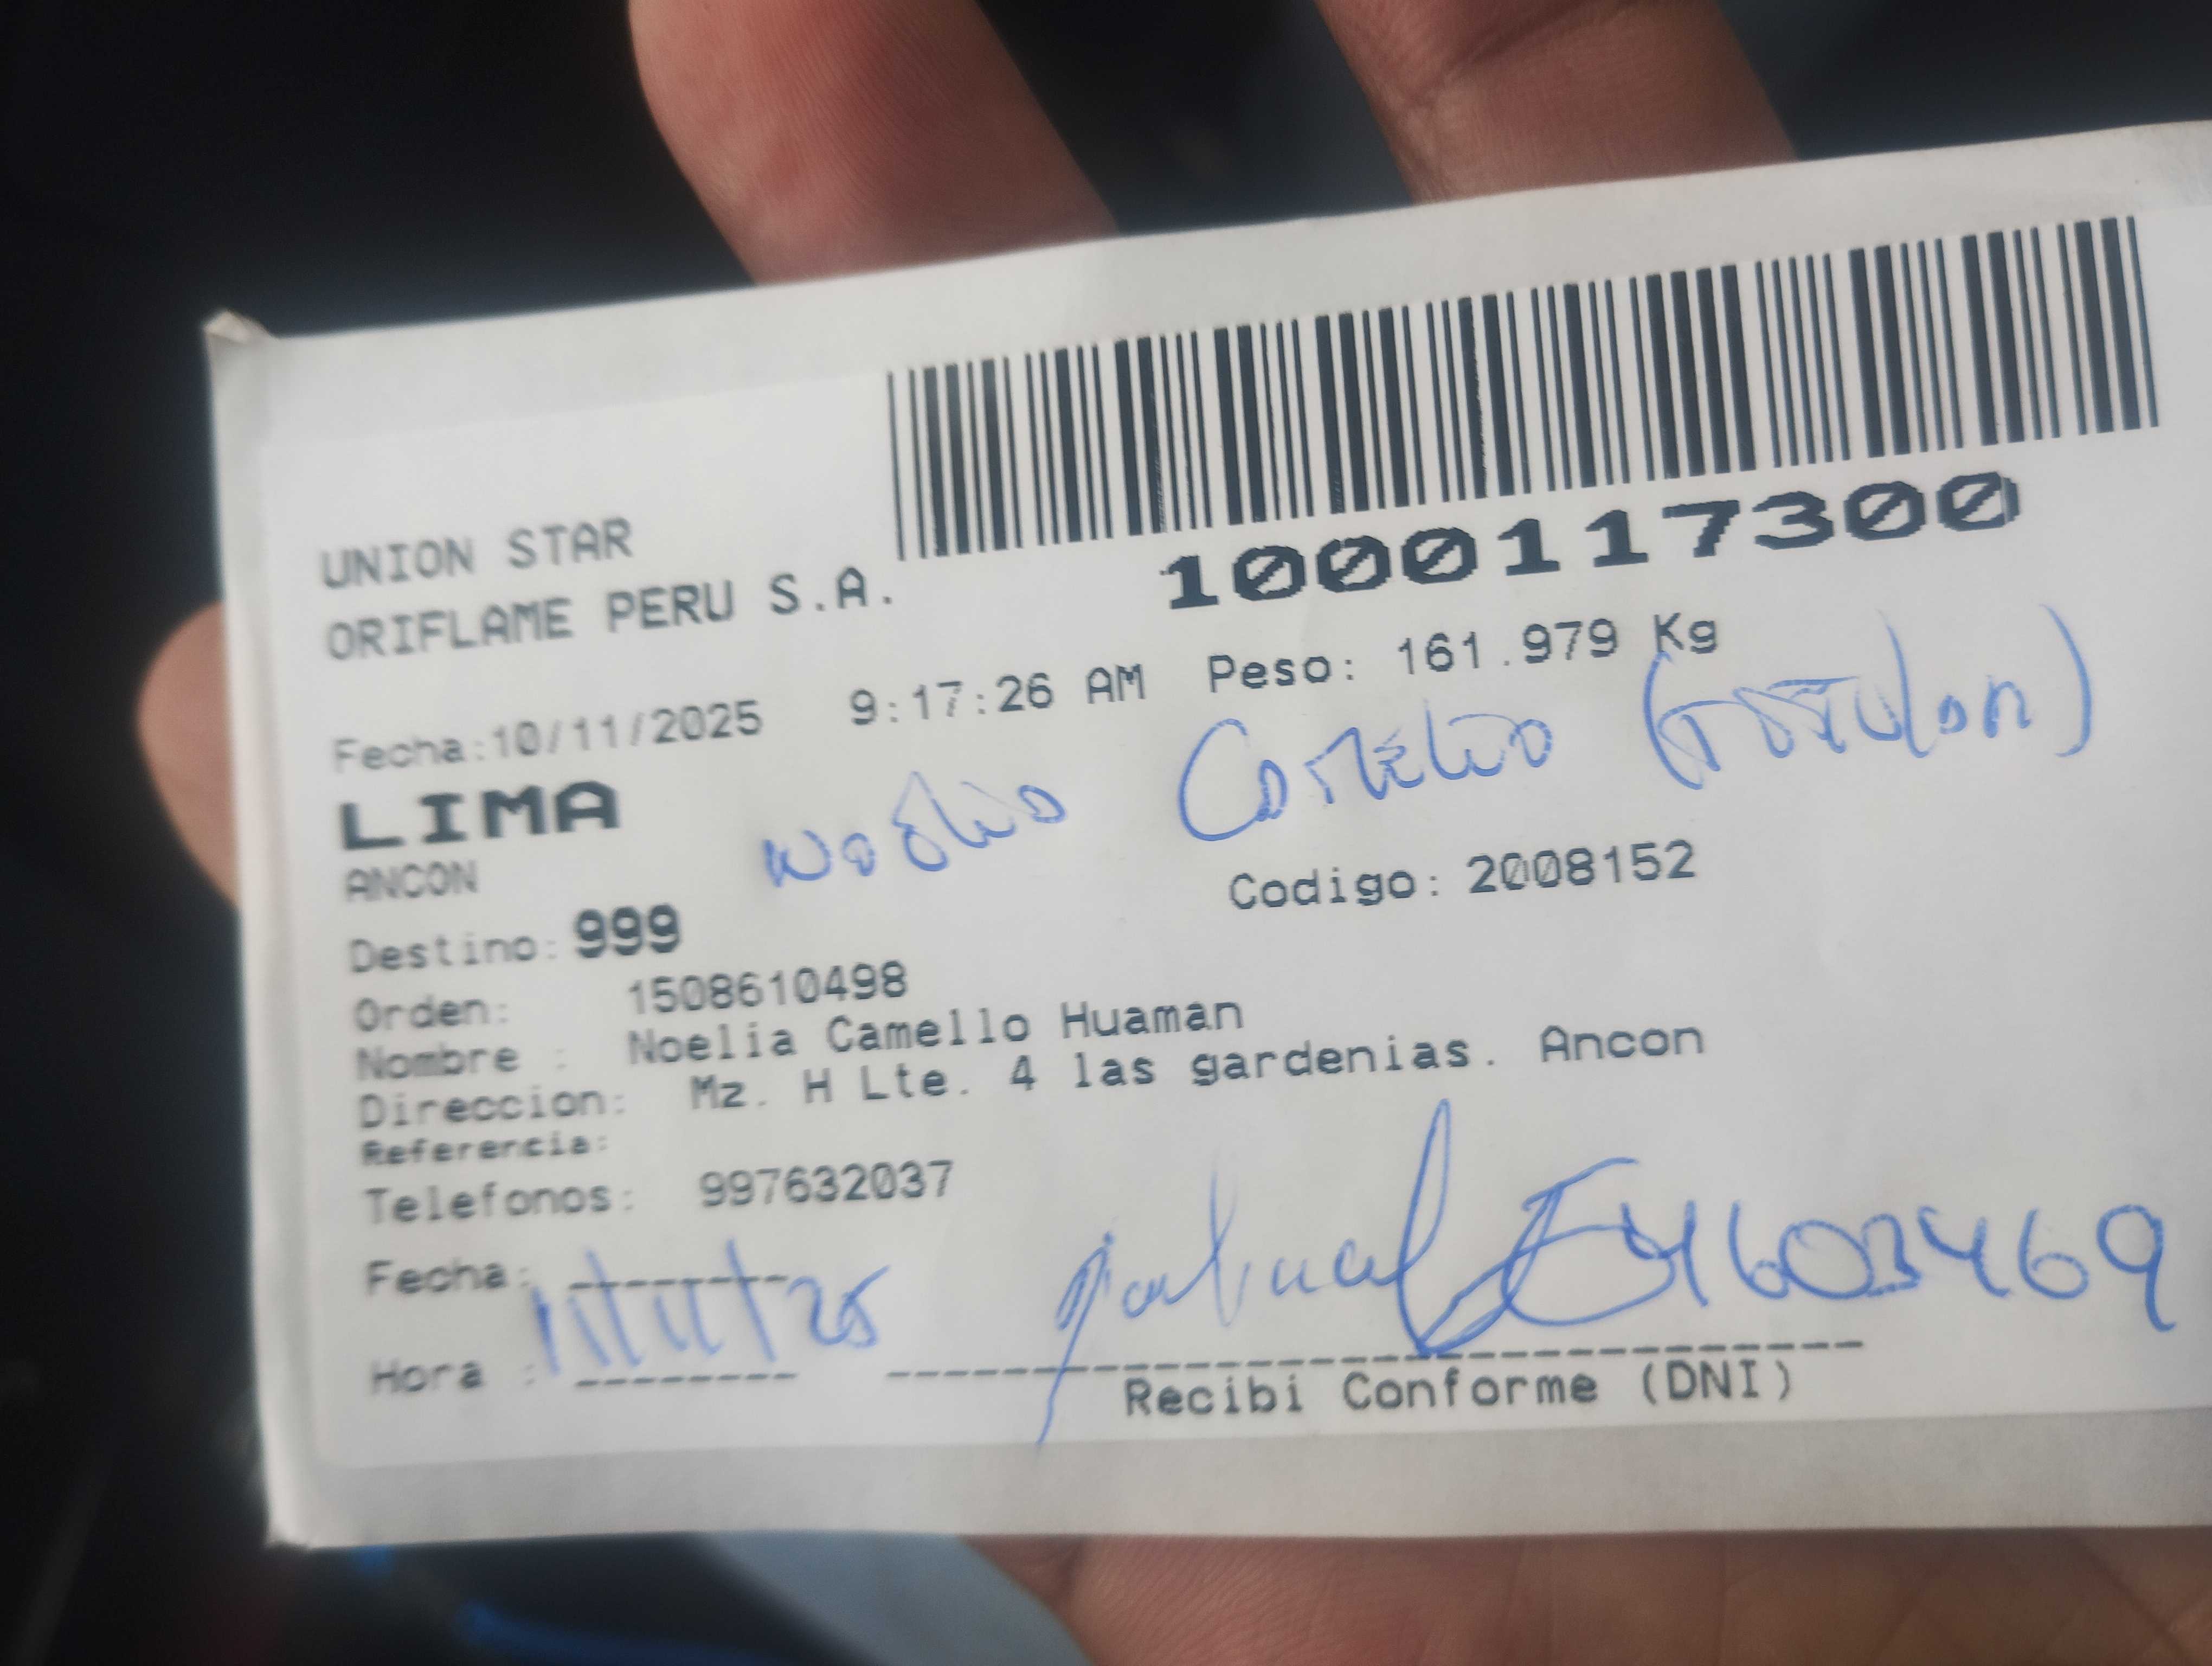 UNION STAR
ORIFLAME PERU S.A.
1000117300
Fecha:10/11/2025 9:17:26 AM Peso: 161.979 Kg
LIMA
ANCON
Codigo: 2008152
Destino: 999
Orden: 1508610498
Nombre : Noelia Camello Huaman
Direccion: Mz. H Lte. 4 las gardenias. Ancon
Referencia:
Telefonos: 997632037
Fecha: 11/11/25
Hora :
Recibi Conforme (DNI)